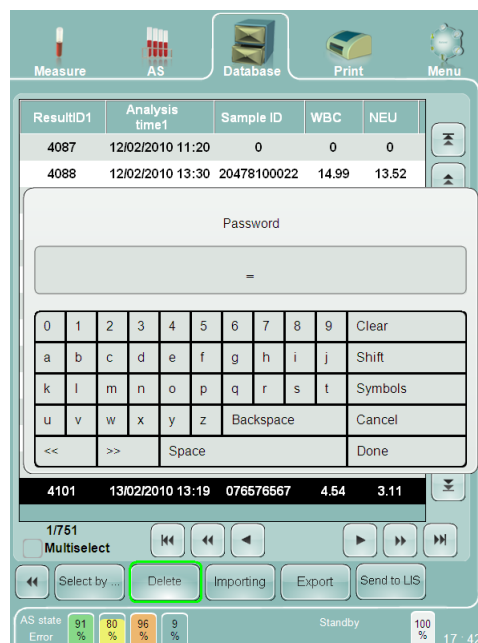 Measure AS Database Print Menu
ResultID1 Analysis time1 Sample ID WBC NEU
4087 12/02/2010 11:20 0 0 0
4088 12/02/2010 13:30 20478100022 14.99 13.52
Password
=
0 1 2 3 4 5 6 7 8 9 Clear
a b c d e f g h i j Shift
k l m n o p q r s t Symbols
u v w x y z Backspace Cancel
<< >> Space Done
4101 13/02/2010 13:19 076576567 4.54 3.11
1/751
Multiselect
Select by ... Delete Importing Export Send to LIS
AS state 91 % 80 % 96 % 9 % Standby 100 %
Error 17:42